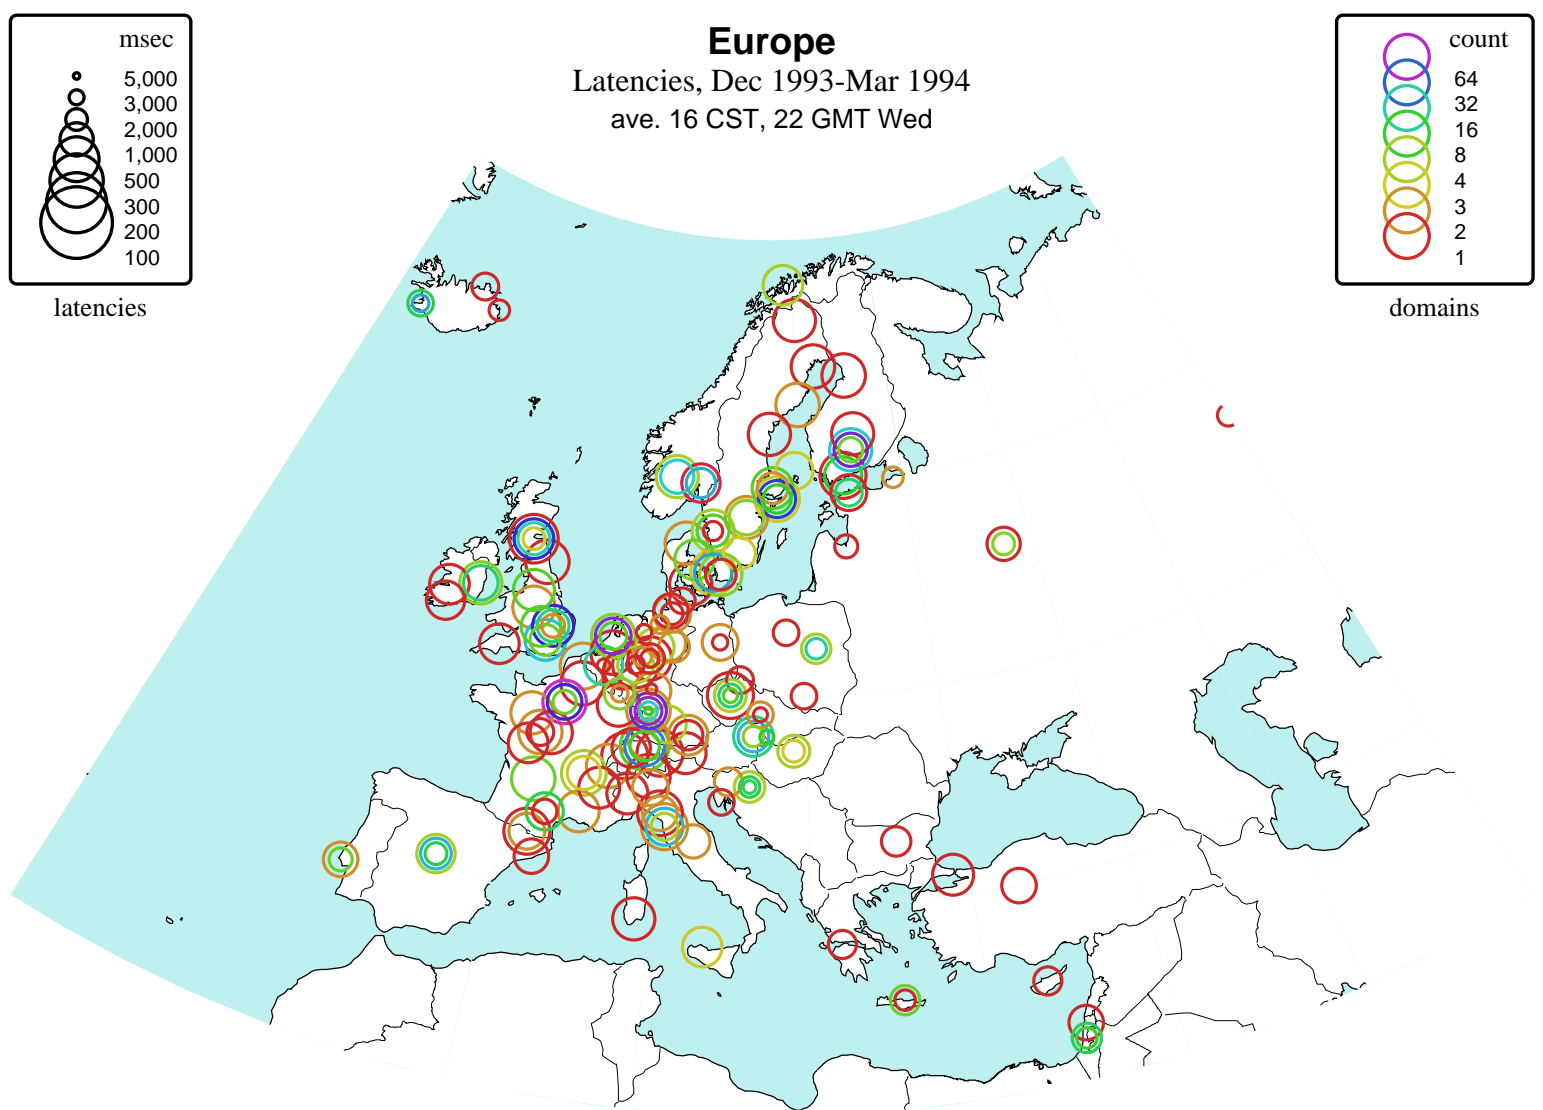 Europe
Latencies, Dec 1993-Mar 1994
ave. 16 CST, 22 GMT Wed
msec
5,000
3,000
2,000
1,000
500
300
200
100
latencies
count
64
32
16
8
4
3
2
1
domains